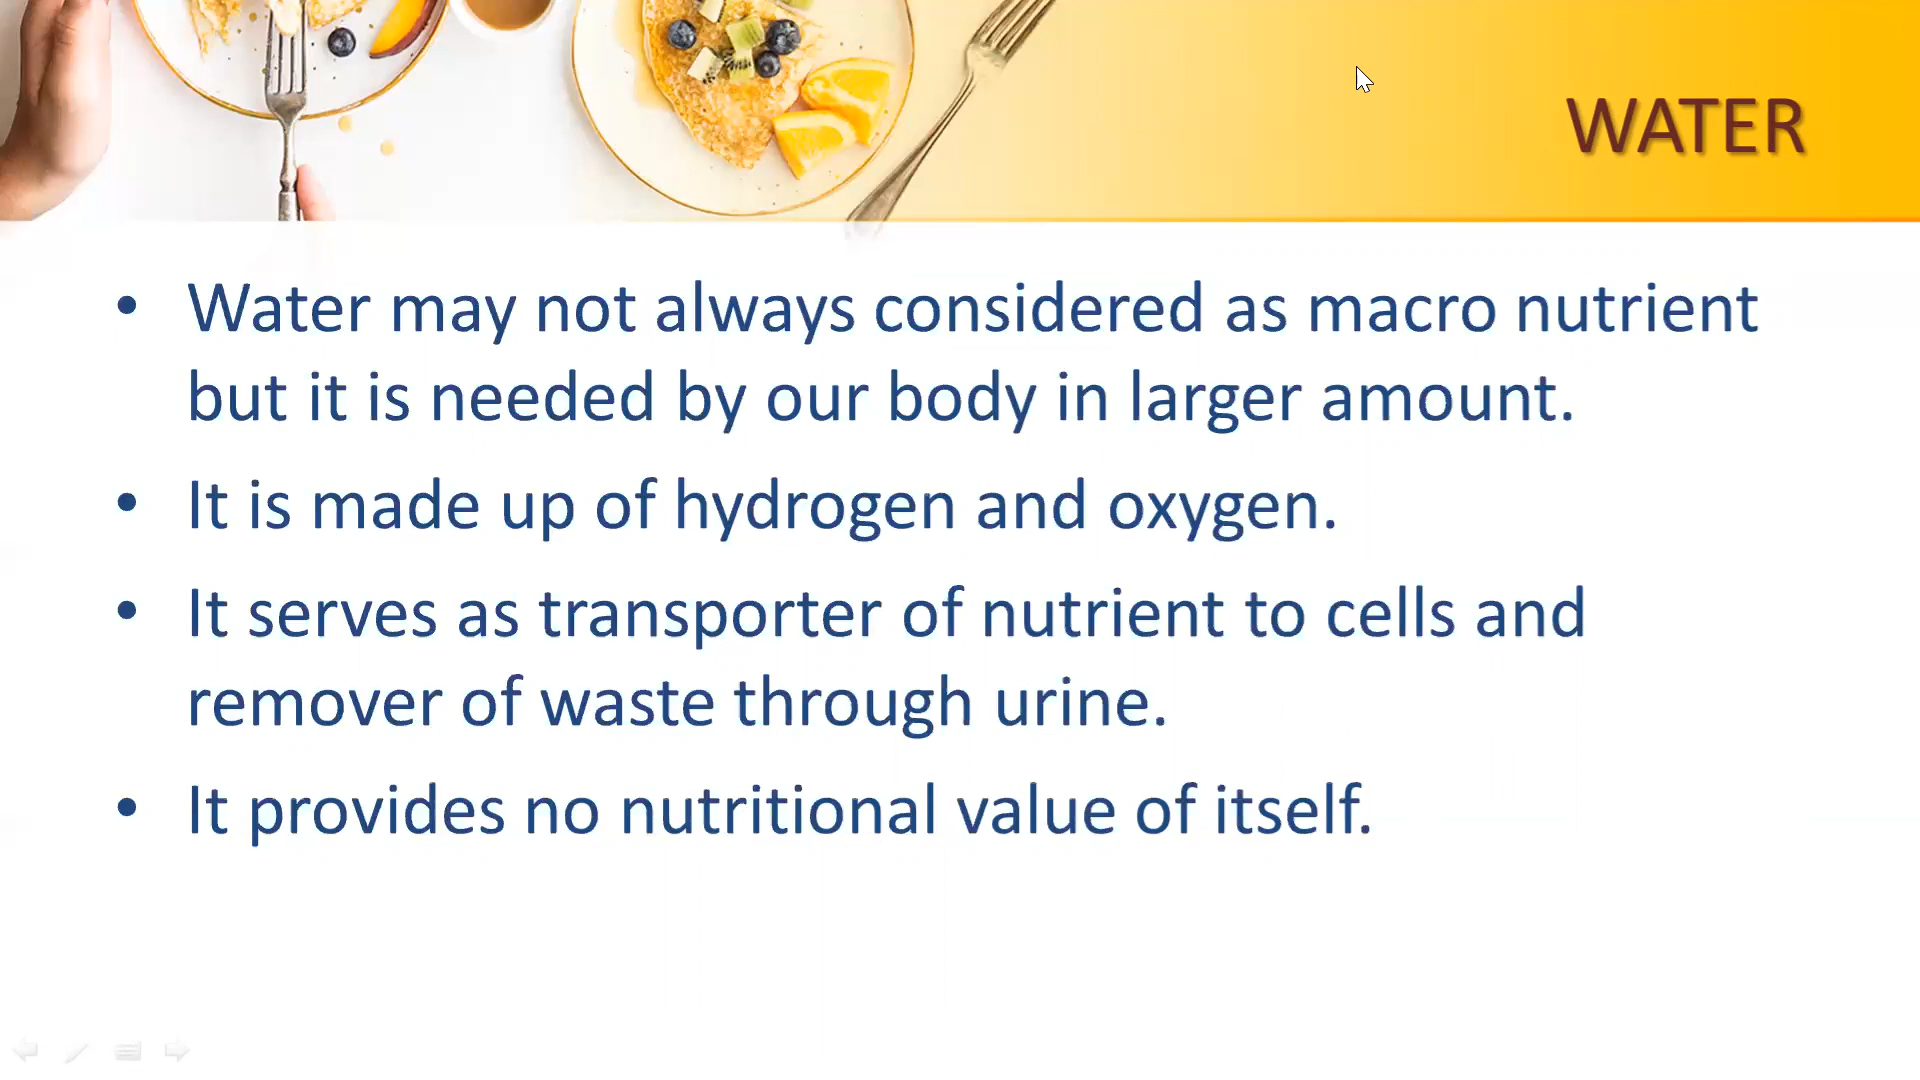 WATER
• Water may not always considered as macro nutrient
but it is needed by our body in larger amount.
• It is made up of hydrogen and oxygen.
• It serves as transporter of nutrient to cells and
remover of waste through urine.
• It provides no nutritional value of itself.